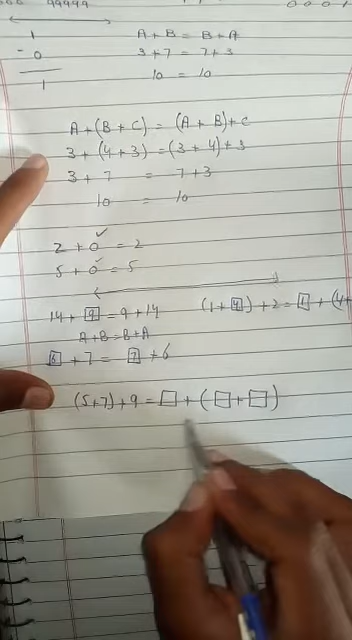 99999
0001
1
- 0
1
A + B = B + A
3 + 7 = 7 + 3
10 = 10
A + (B + C) = (A + B) + C
3 + (4 + 3) = (3 + 4) + 3
3 + 7 = 7 + 3
10 = 10
2 + 0 = 2
5 + 0 = 5
14 + 9 = 9 + 14
(1 + 4) + 2 = 1 + (4+
A + B = B + A
6 + 7 = 7 + 6
(5+7) + 9 = □ + (□ + □)